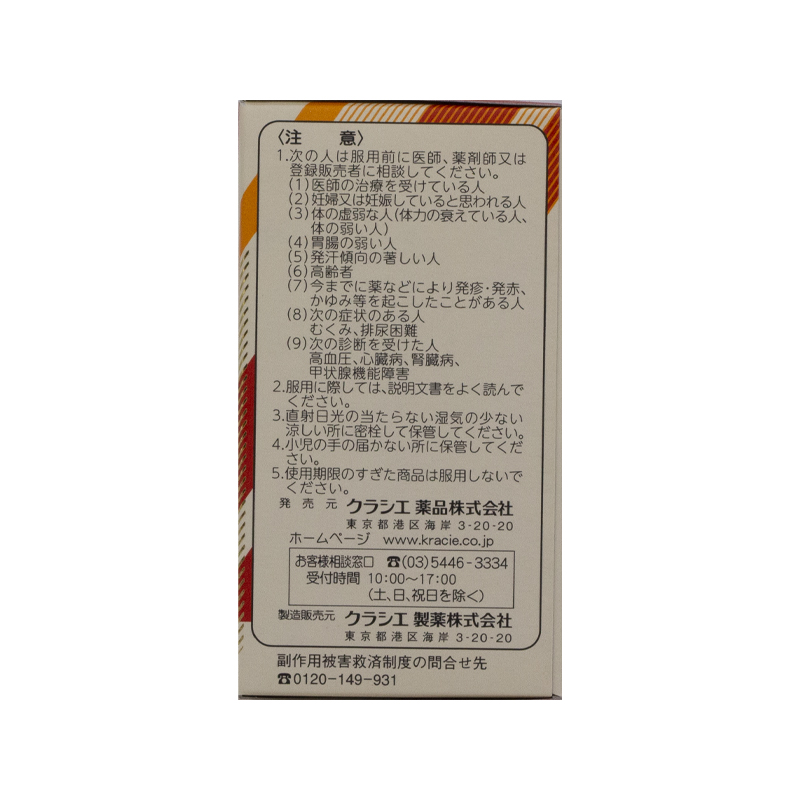 〈注　意〉
1.次の人は服用前に医師、薬剤師又は
登録販売者に相談してください。
(1)医師の治療を受けている人
(2)妊婦又は妊娠していると思われる人
(3)体の虚弱な人(体力の衰えている人、
体の弱い人)
(4)胃腸の弱い人
(5)発汗傾向の著しい人
(6)高齢者
(7)今までに薬などにより発疹・発赤、
かゆみ等を起こしたことがある人
(8)次の症状のある人
むくみ、排尿困難
(9)次の診断を受けた人
高血圧、心臓病、腎臓病、
甲状腺機能障害
2.服用に際しては、説明文書をよく読んで
ください。
3.直射日光の当たらない湿気の少ない
涼しい所に密栓して保管してください。
4.小児の手の届かない所に保管してくだ
さい。
5.使用期限のすぎた商品は服用しないで
ください。
発売元 クラシエ薬品株式会社
東京都港区海岸 3-20-20
ホームページ www.kracie.co.jp
お客様相談窓口 ☎(03)5446-3334
受付時間 10:00〜17:00
(土、日、祝日を除く)
製造販売元 クラシエ製薬株式会社
東京都港区海岸 3-20-20
副作用被害救済制度の問合せ先
☎0120-149-931